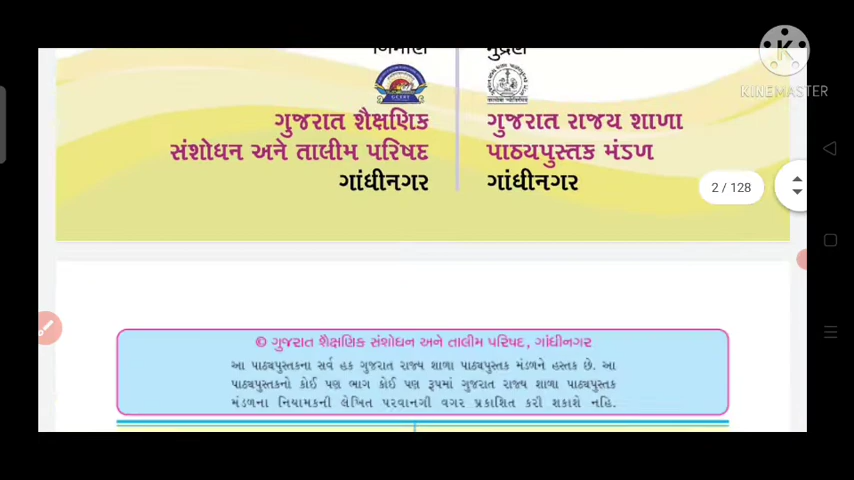 નિર્માણ
મુદ્રણ
ગુજરાત શૈક્ષણિક
સંશોધન અને તાલીમ પરિષદ
ગાંધીનગર
ગુજરાત રાજ્ય શાળા
પાઠ્યપુસ્તક મંડળ
ગાંધીનગર
KINEMASTER
2 / 128
© ગુજરાત શૈક્ષણિક સંશોધન અને તાલીમ પરિષદ, ગાંધીનગર
આ પાઠ્યપુસ્તકના સર્વ હક ગુજરાત રાજ્ય શાળા પાઠ્યપુસ્તક મંડળને હસ્તક છે. આ
પાઠ્યપુસ્તકનો કોઈ પણ ભાગ કોઈ પણ રૂપમાં ગુજરાત રાજ્ય શાળા પાઠ્યપુસ્તક
મંડળના નિયામકની લેખિત પરવાનગી વગર પ્રકાશિત કરી શકાશે નહિ.